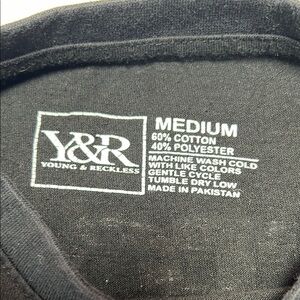 Y&R
YOUNG & RECKLESS
MEDIUM
60% COTTON
40% POLYESTER
MACHINE WASH COLD
WITH LIKE COLORS
GENTLE CYCLE
TUMBLE DRY LOW
MADE IN PAKISTAN